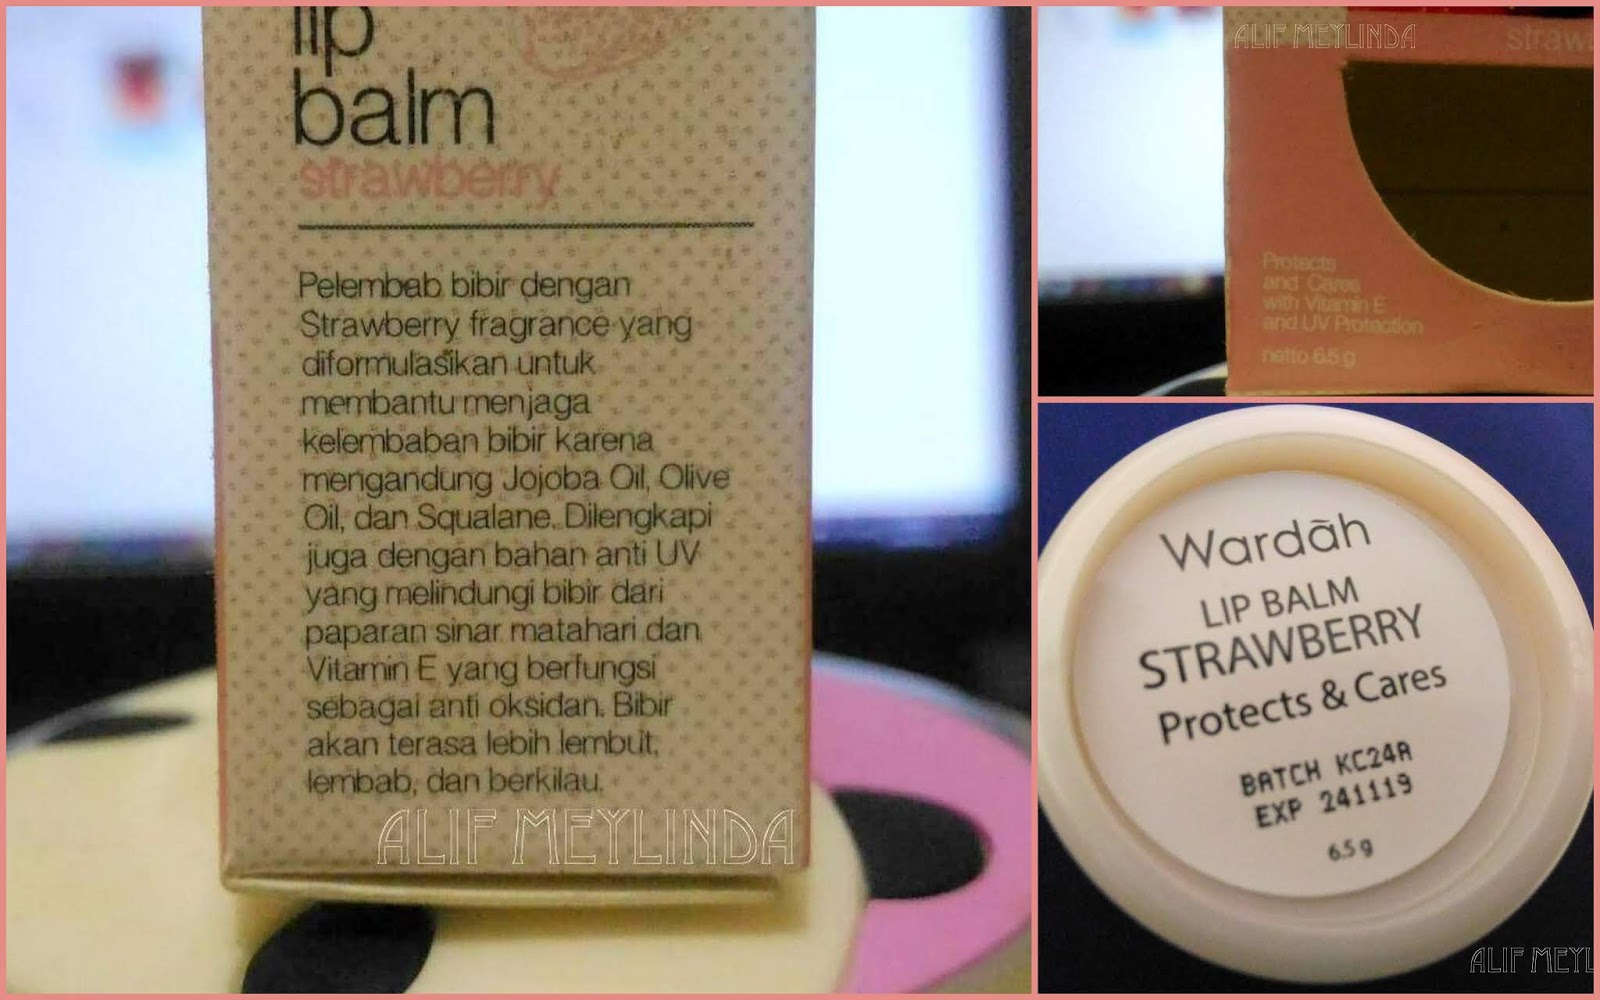 lip
balm
strawberry
Pelembab bibir dengan
Strawberry fragrance yang
diformulasikan untuk
membantu menjaga
kelembaban bibir karena
mengandung Jojoba Oil, Olive
Oil, dan Squalane. Dilengkapi
juga dengan bahan anti UV
yang melindungi bibir dari
paparan sinar matahari dan
Vitamin E yang berfungsi
sebagai anti oksidan. Bibir
akan terasa lebih lembut,
lembab, dan berkilau.
ALIF MEYLINDA
ALIF MEYLINDA
straw
Protects
and Cares
with Vitamin E
and UV Protection
netto 6.5 g
Wardãh
LIP BALM
STRAWBERRY
Protects & Cares
BATCH KC24A
EXP 241119
6.5 g
ALIF MEYL